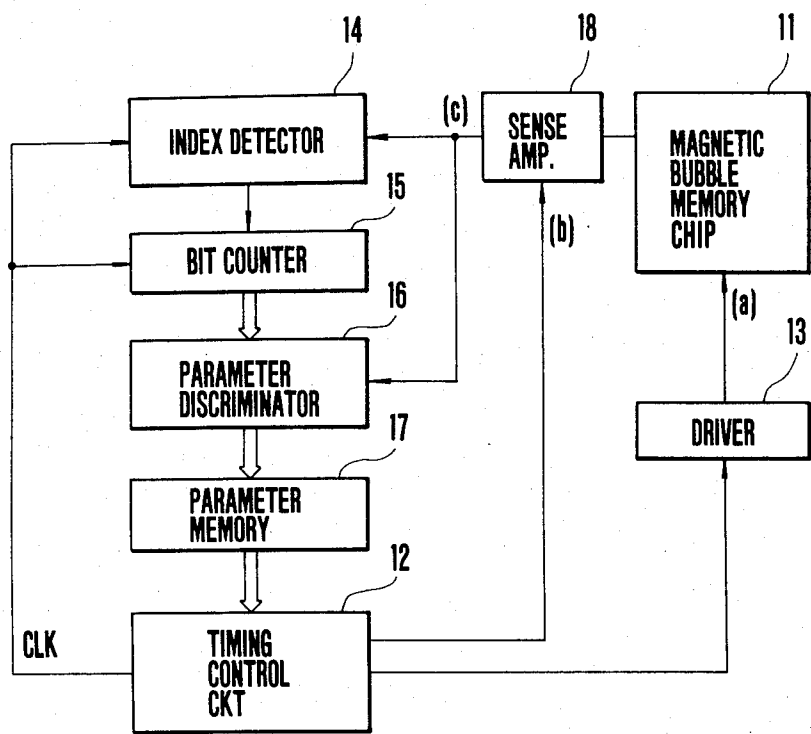 14
18
11
INDEX DETECTOR
(c)
SENSE
AMP.
MAGNETIC
BUBBLE
MEMORY
CHIP
15
BIT COUNTER
(b)
(a)
16
PARAMETER
DISCRIMINATOR
13
DRIVER
17
PARAMETER
MEMORY
12
CLK
TIMING
CONTROL
CKT